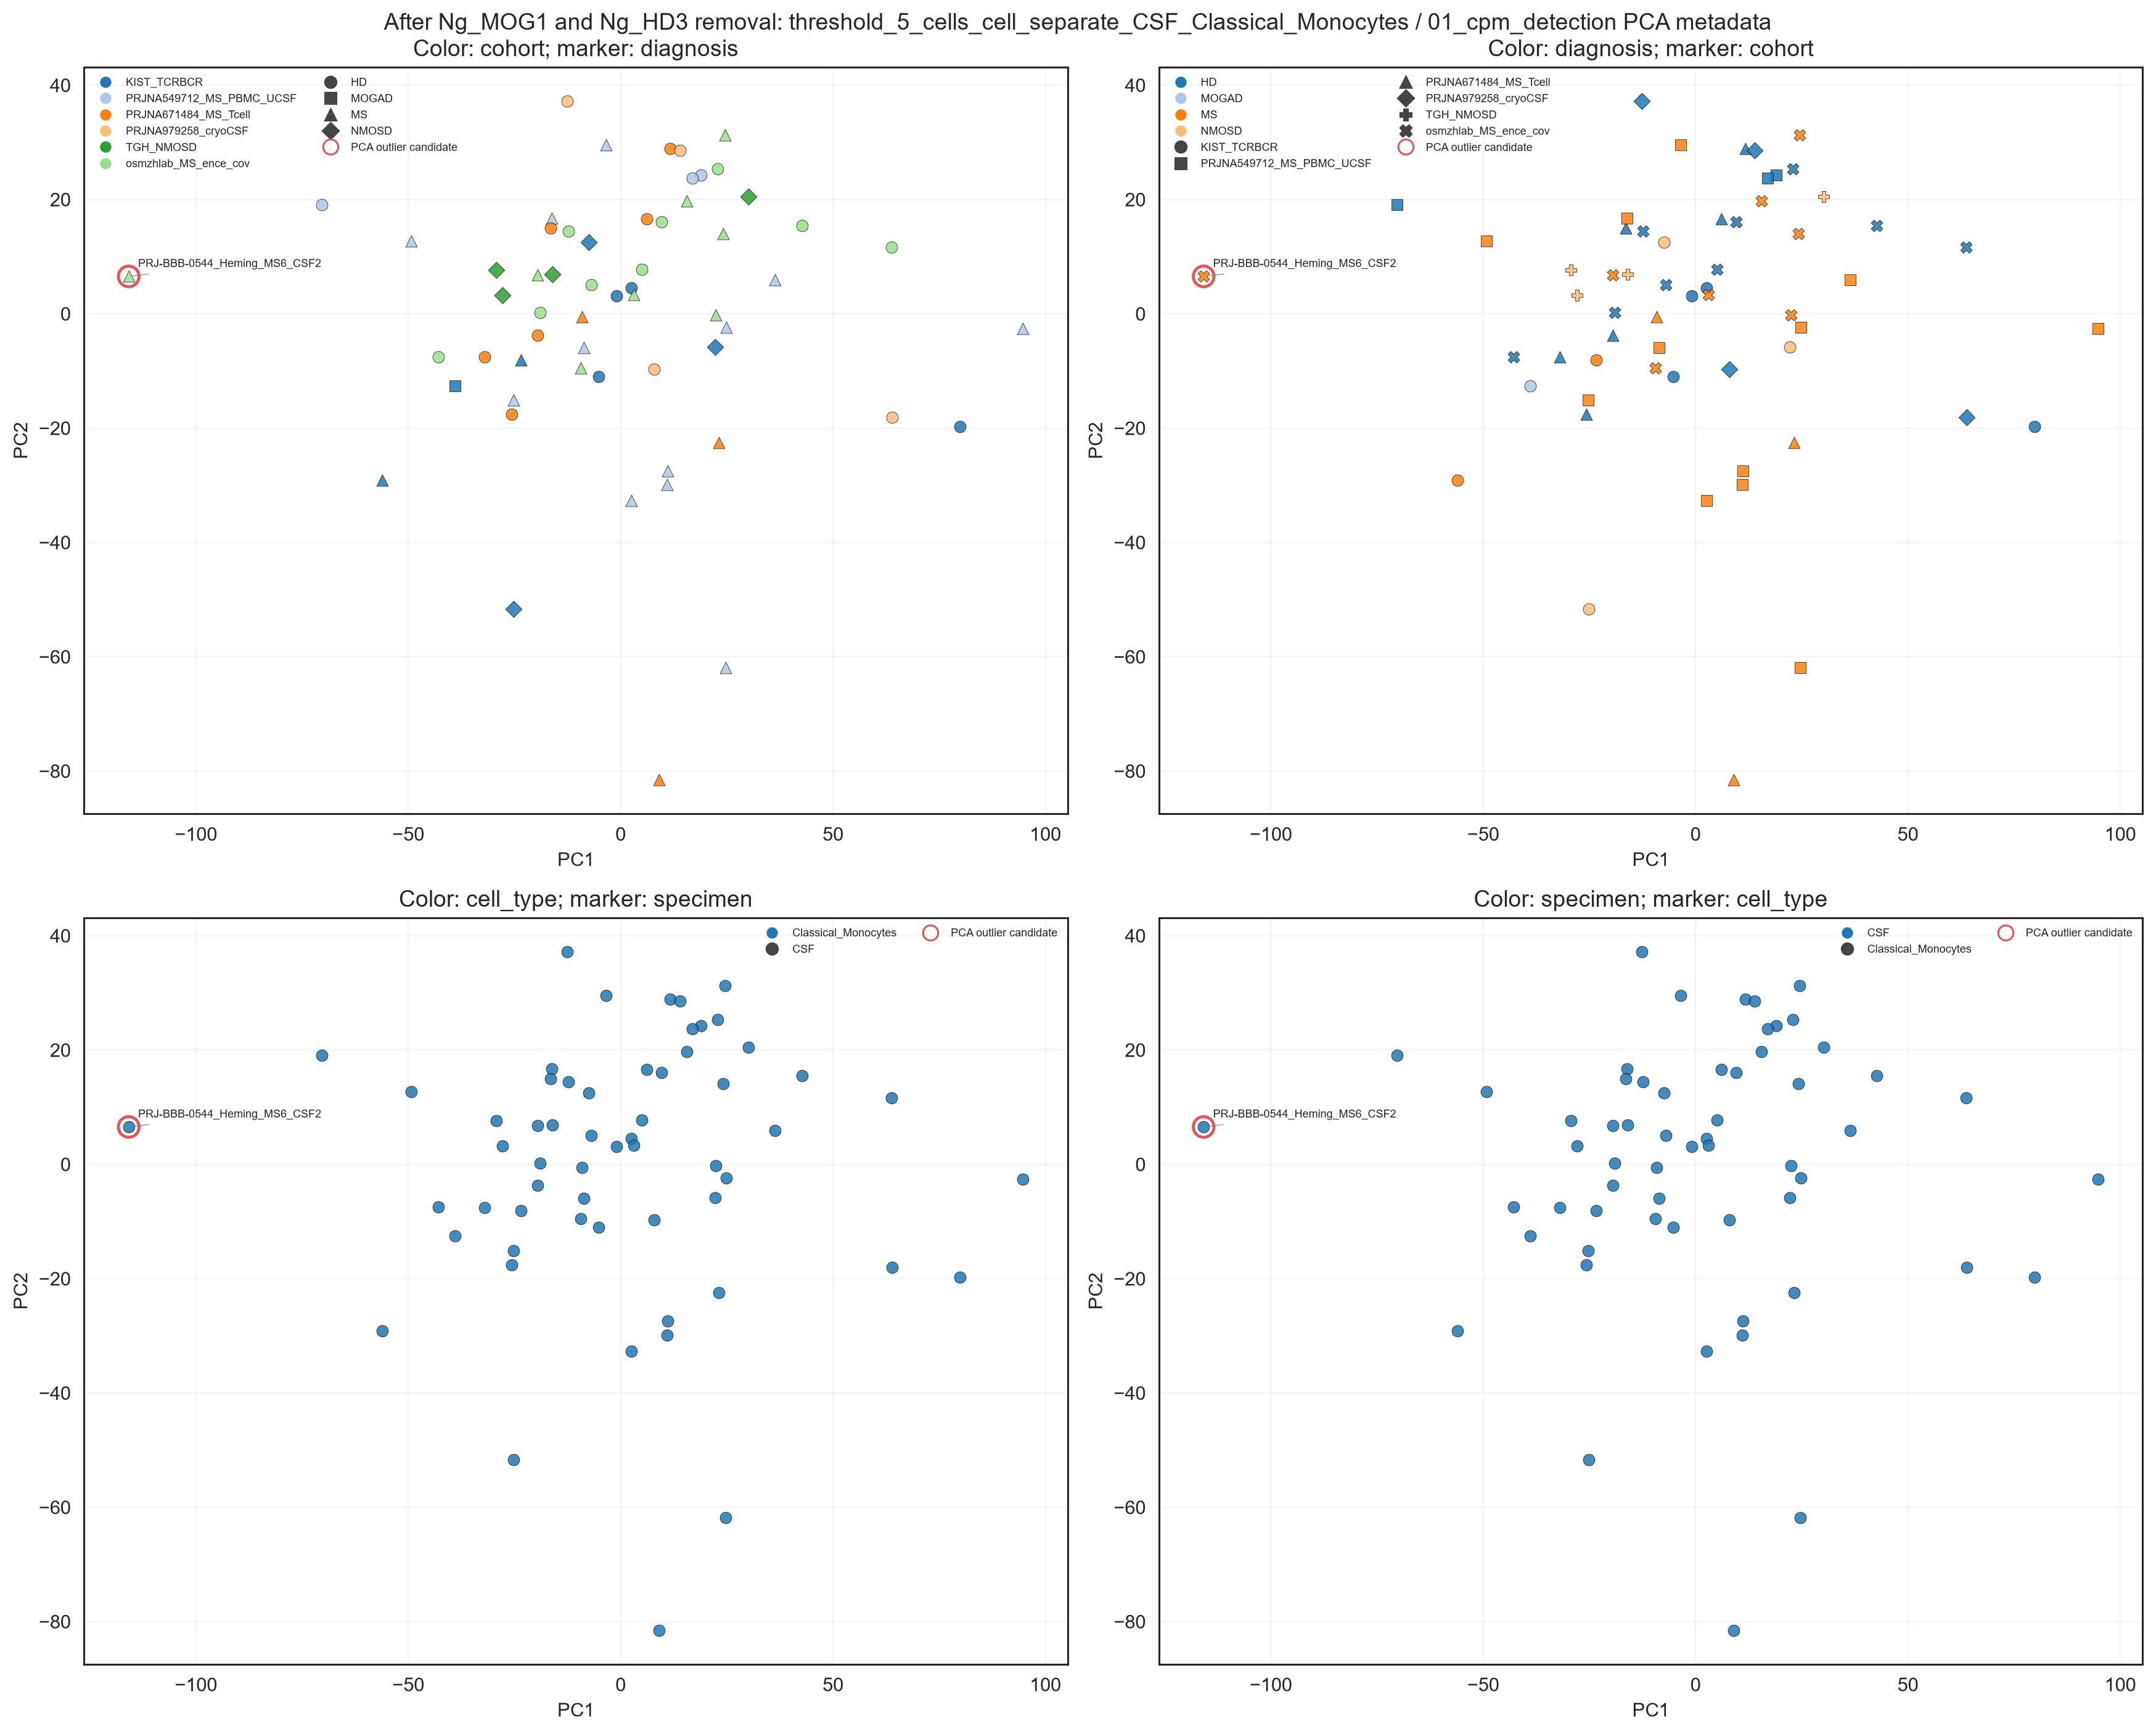 After Ng_MOG1 and Ng_HD3 removal: threshold_5_cells_cell_separate_CSF_Classical_Monocytes / 01_cpm_detection PCA metadata
Color: cohort; marker: diagnosis
KIST_TCRBCR
PRJNA549712_MS_PBMC_UCSF
PRJNA671484_MS_Tcell
PRJNA979258_cryoCSF
TGH_NMOSD
osmzhlab_MS_ence_cov
HD
MOGAD
MS
NMOSD
PCA outlier candidate
PRJ-BBB-0544_Heming_MS6_CSF2
40
20
0
−20
−40
−60
−80
PC2
−100
−50
0
50
100
PC1
Color: diagnosis; marker: cohort
HD
MOGAD
MS
NMOSD
KIST_TCRBCR
PRJNA549712_MS_PBMC_UCSF
PRJNA671484_MS_Tcell
PRJNA979258_cryoCSF
TGH_NMOSD
osmzhlab_MS_ence_cov
PCA outlier candidate
PRJ-BBB-0544_Heming_MS6_CSF2
40
20
0
−20
−40
−60
−80
PC2
−100
−50
0
50
100
PC1
Color: cell_type; marker: specimen
Classical_Monocytes
CSF
PCA outlier candidate
PRJ-BBB-0544_Heming_MS6_CSF2
40
20
0
−20
−40
−60
−80
PC2
−100
−50
0
50
100
PC1
Color: specimen; marker: cell_type
CSF
Classical_Monocytes
PCA outlier candidate
PRJ-BBB-0544_Heming_MS6_CSF2
40
20
0
−20
−40
−60
−80
PC2
−100
−50
0
50
100
PC1